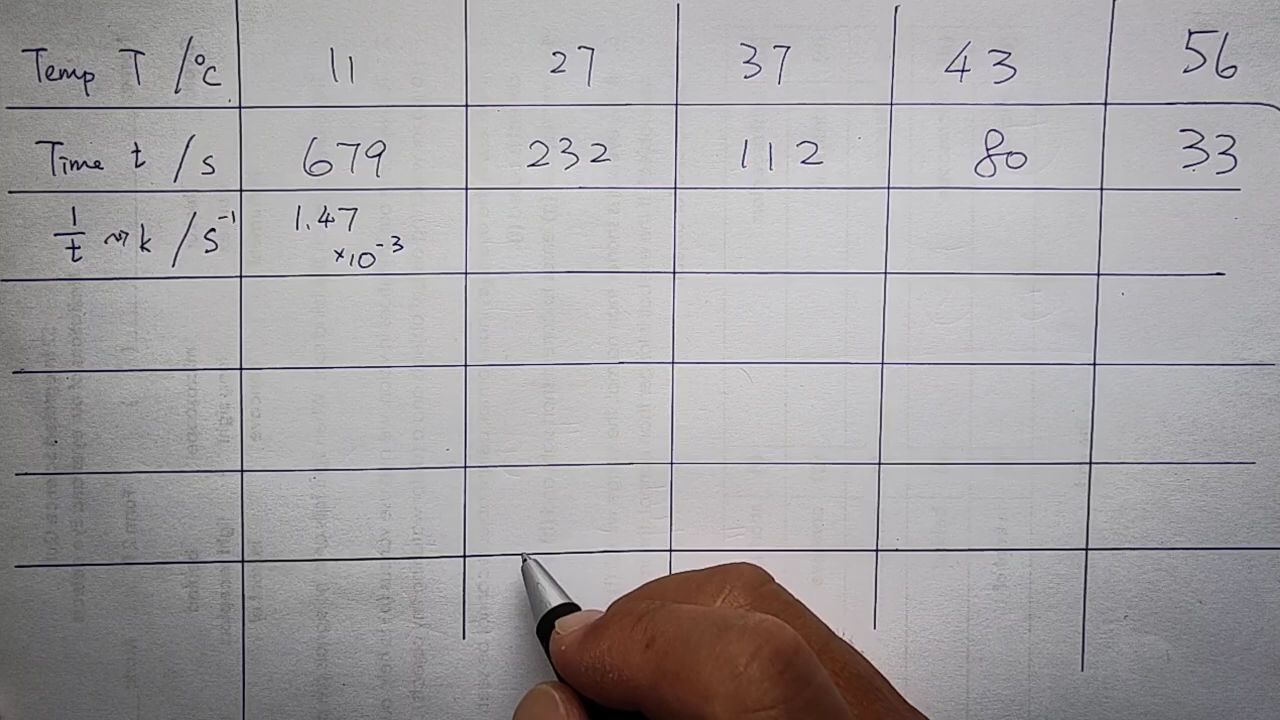 Temp T /°C 11 27 37 43 56
Time t /s 679 232 112 80 33
1/t ∝ k /s⁻¹ 1.47
×10⁻³